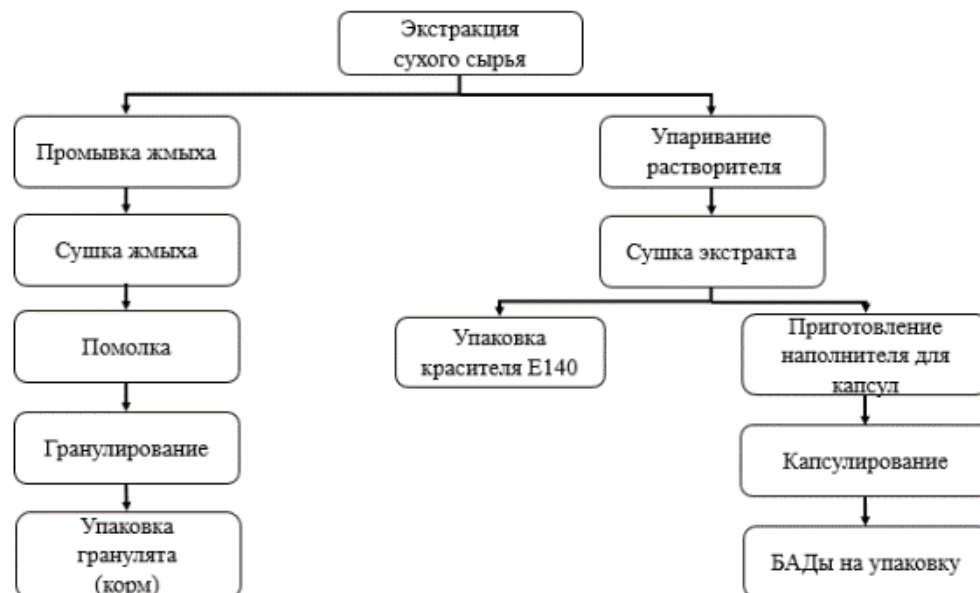 Экстракция
сухого сырья
Промывка жмыха
Упаривание
растворителя
Сушка жмыха
Сушка экстракта
Помолка
Упаковка
красителя Е140
Приготовление
наполнителя для
капсул
Гранулирование
Капсулирование
Упаковка
гранулята
(корм)
БАДы на упаковку